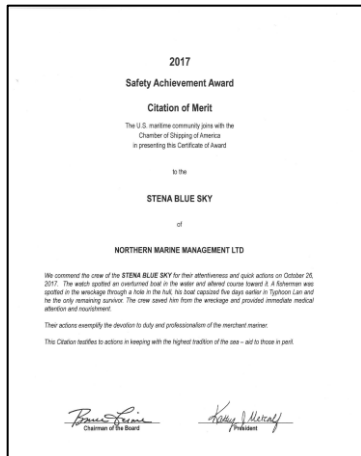 2017
Safety Achievement Award
Citation of Merit
The U.S. maritime community joins with the
Chamber of Shipping of America
in presenting this Certificate of Award
to the
STENA BLUE SKY
of
NORTHERN MARINE MANAGEMENT LTD
We commend the crew of the STENA BLUE SKY for their attentiveness and quick actions on October 26,
2017. The watch spotted an overturned boat in the water and altered course toward it. A fisherman was
spotted in the wreckage through a hole in the hull, his boat capsized five days earlier in Typhoon Lan and
he the only remaining survivor. The crew saved him from the wreckage and provided immediate medical
attention and nourishment.
Their actions exemplify the devotion to duty and professionalism of the merchant mariner.
This Citation testifies to actions in keeping with the highest tradition of the sea – aid to those in peril.
Kathy J Metcalf
Chairman of the Board
President